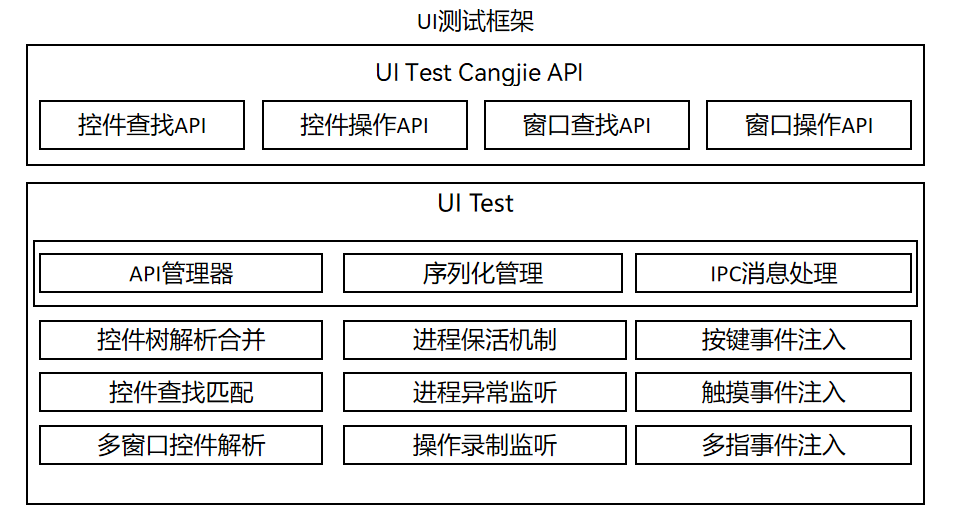 UI测试框架
UI Test Cangjie API
控件查找API 控件操作API 窗口查找API 窗口操作API
UI Test
API管理器 序列化管理 IPC消息处理
控件树解析合并 进程保活机制 按键事件注入
控件查找匹配 进程异常监听 触摸事件注入
多窗口控件解析 操作录制监听 多指事件注入